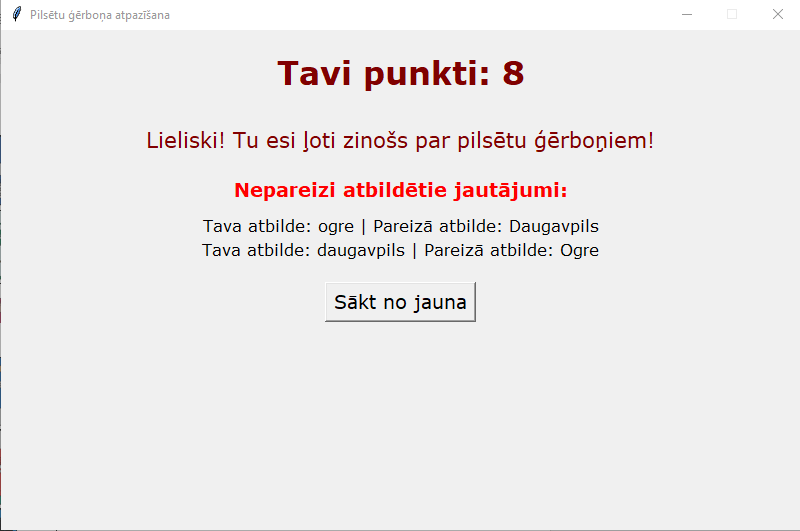 Pilsētu ģērboņa atpazīšana
Tavi punkti: 8
Lieliski! Tu esi ļoti zinošs par pilsētu ģērboņiem!
Nepareizi atbildētie jautājumi:
Tava atbilde: ogre | Pareizā atbilde: Daugavpils
Tava atbilde: daugavpils | Pareizā atbilde: Ogre
Sākt no jauna